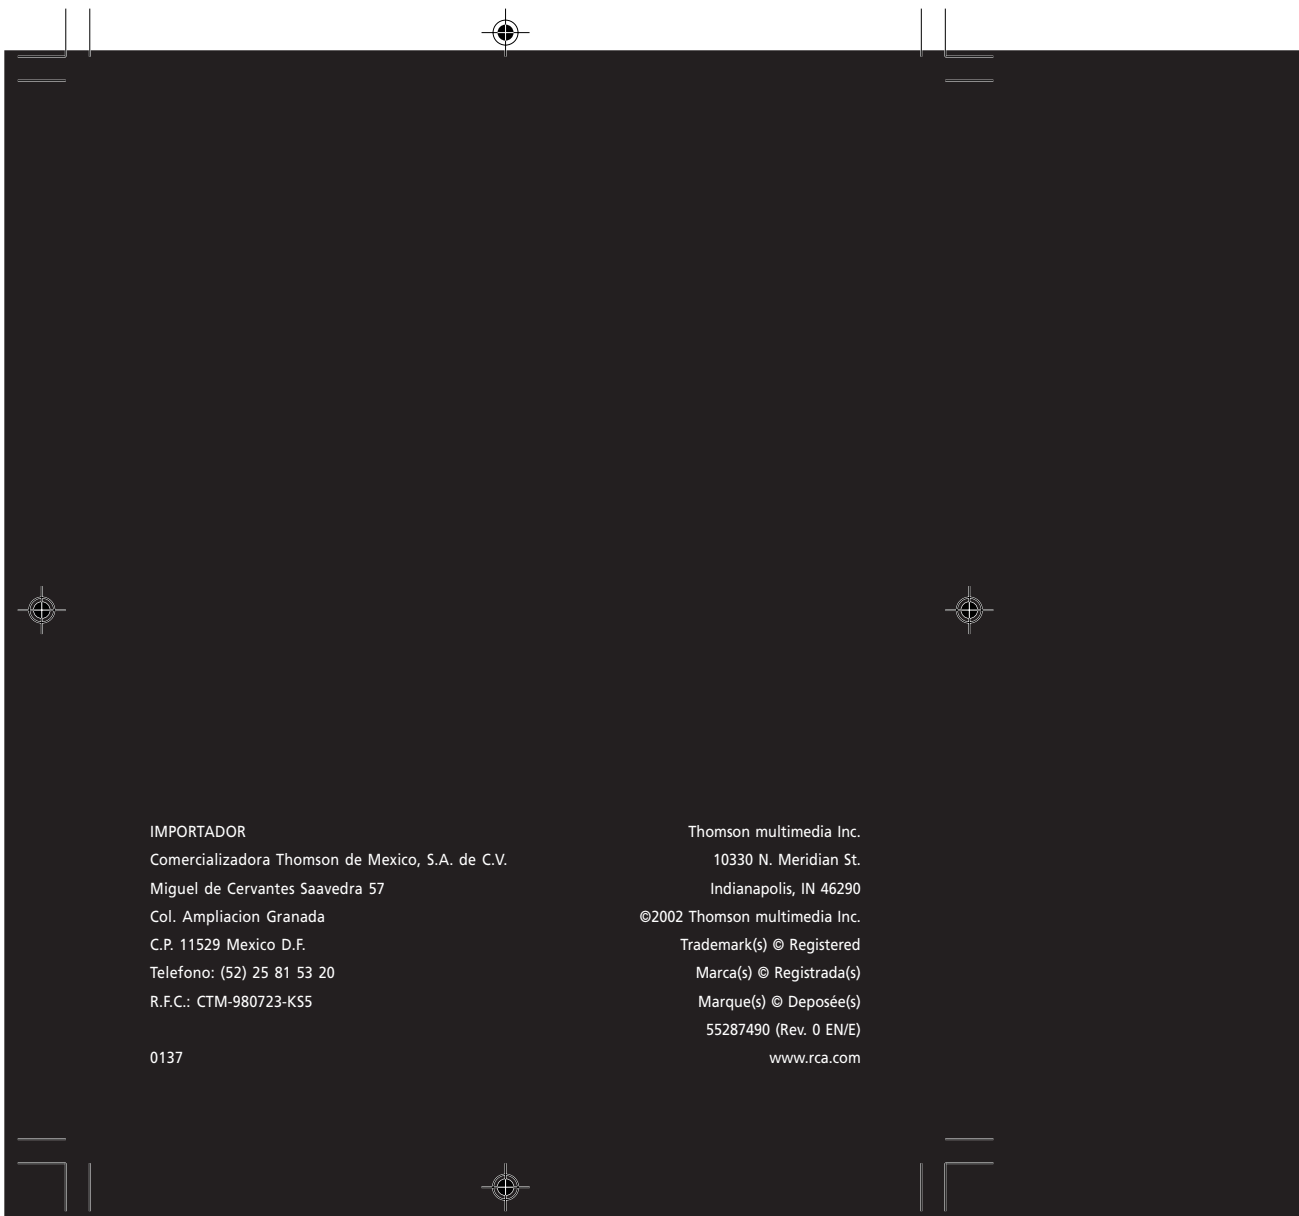 IMPORTADOR
Comercializadora Thomson de Mexico, S.A. de C.V.
Miguel de Cervantes Saavedra 57
Col. Ampliacion Granada
C.P. 11529 Mexico D.F.
Telefono: (52) 25 81 53 20
R.F.C.: CTM-980723-KS5
0137
Thomson multimedia Inc.
10330 N. Meridian St.
Indianapolis, IN 46290
©2002 Thomson multimedia Inc.
Trademark(s) © Registered
Marca(s) © Registrada(s)
Marque(s) © Deposée(s)
55287490 (Rev. 0 EN/E)
www.rca.com